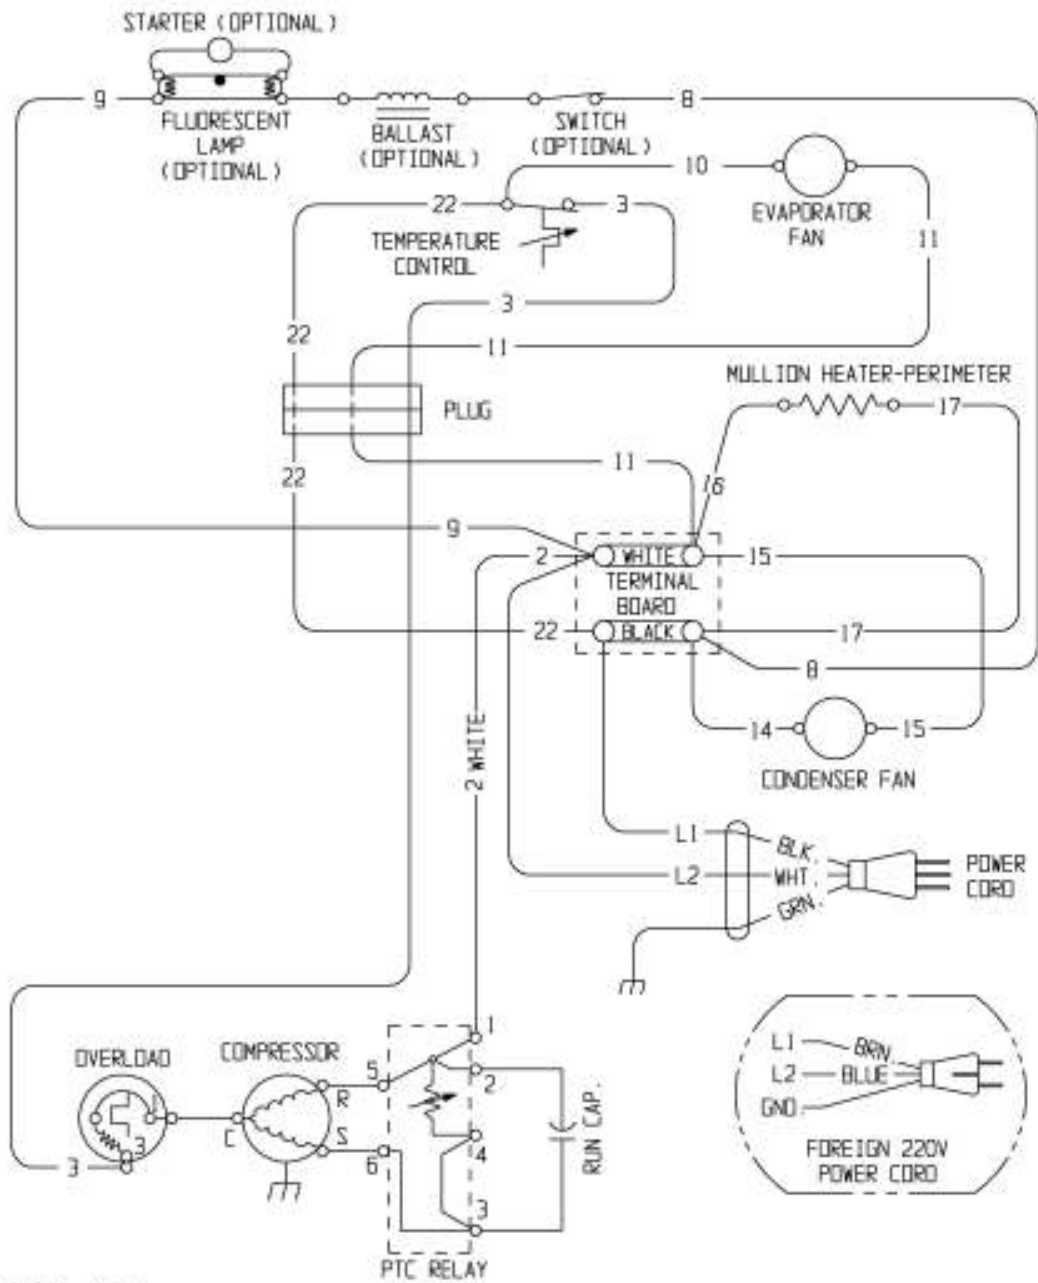 STARTER (OPTIONAL)
9
8
FLUORESCENT
LAMP
(OPTIONAL)
BALLAST
(OPTIONAL)
SWITCH
(OPTIONAL)
10
EVAPORATOR
FAN
22
3
11
TEMPERATURE
CONTROL
3
22
11
MULLION HEATER-PERIMETER
17
PLUG
11
16
22
9
2
WHITE
15
TERMINAL
BOARD
22
BLACK
17
8
14
15
CONDENSER FAN
2 WHITE
L1
BLK.
L2
WHT.
GRN.
POWER
CORD
OVERLOAD
COMPRESSOR
1
5
2
R
C
S
6
4
3
3
3
RUN CAP.
PTC RELAY
L1
BRN
L2
BLUE
GND.
FOREIGN 220V
POWER CORD